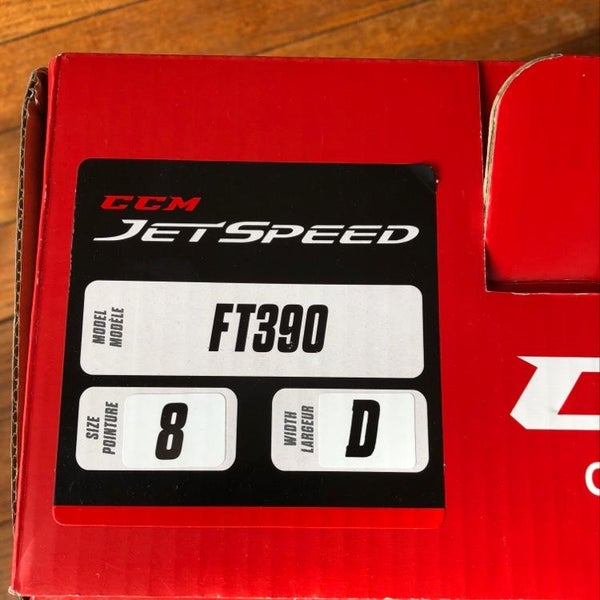 CCM
JETSPEED
MODEL
MODÈLE
FT390
SIZE
POINTURE
8
WIDTH
LARGEUR
D